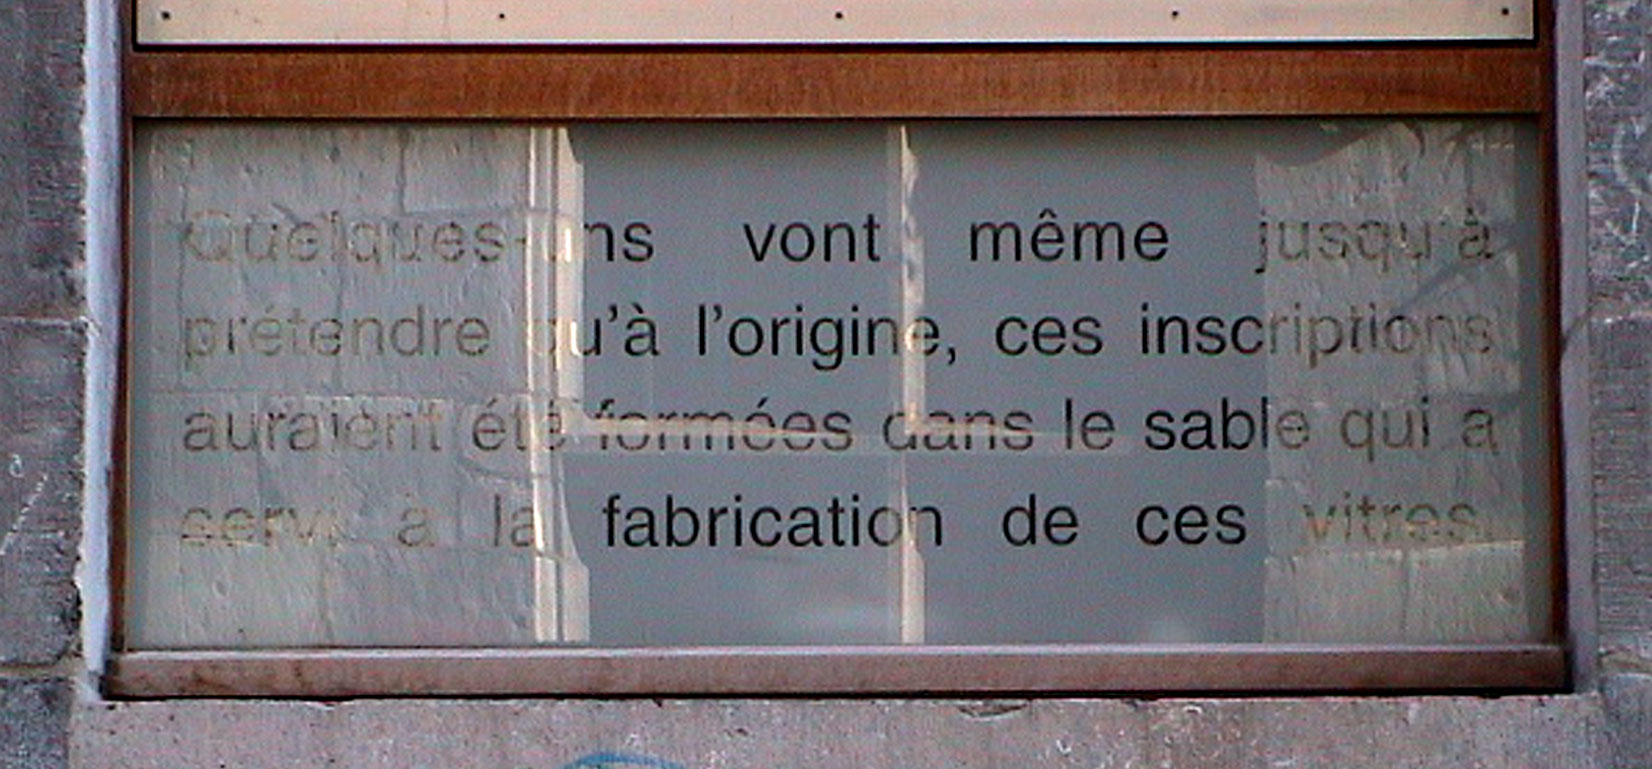 Quelques-uns vont même jusqu'à
prétendre qu’à l’origine, ces inscriptions
auraient été formées dans le sable qui a
servi à la fabrication de ces vitres.